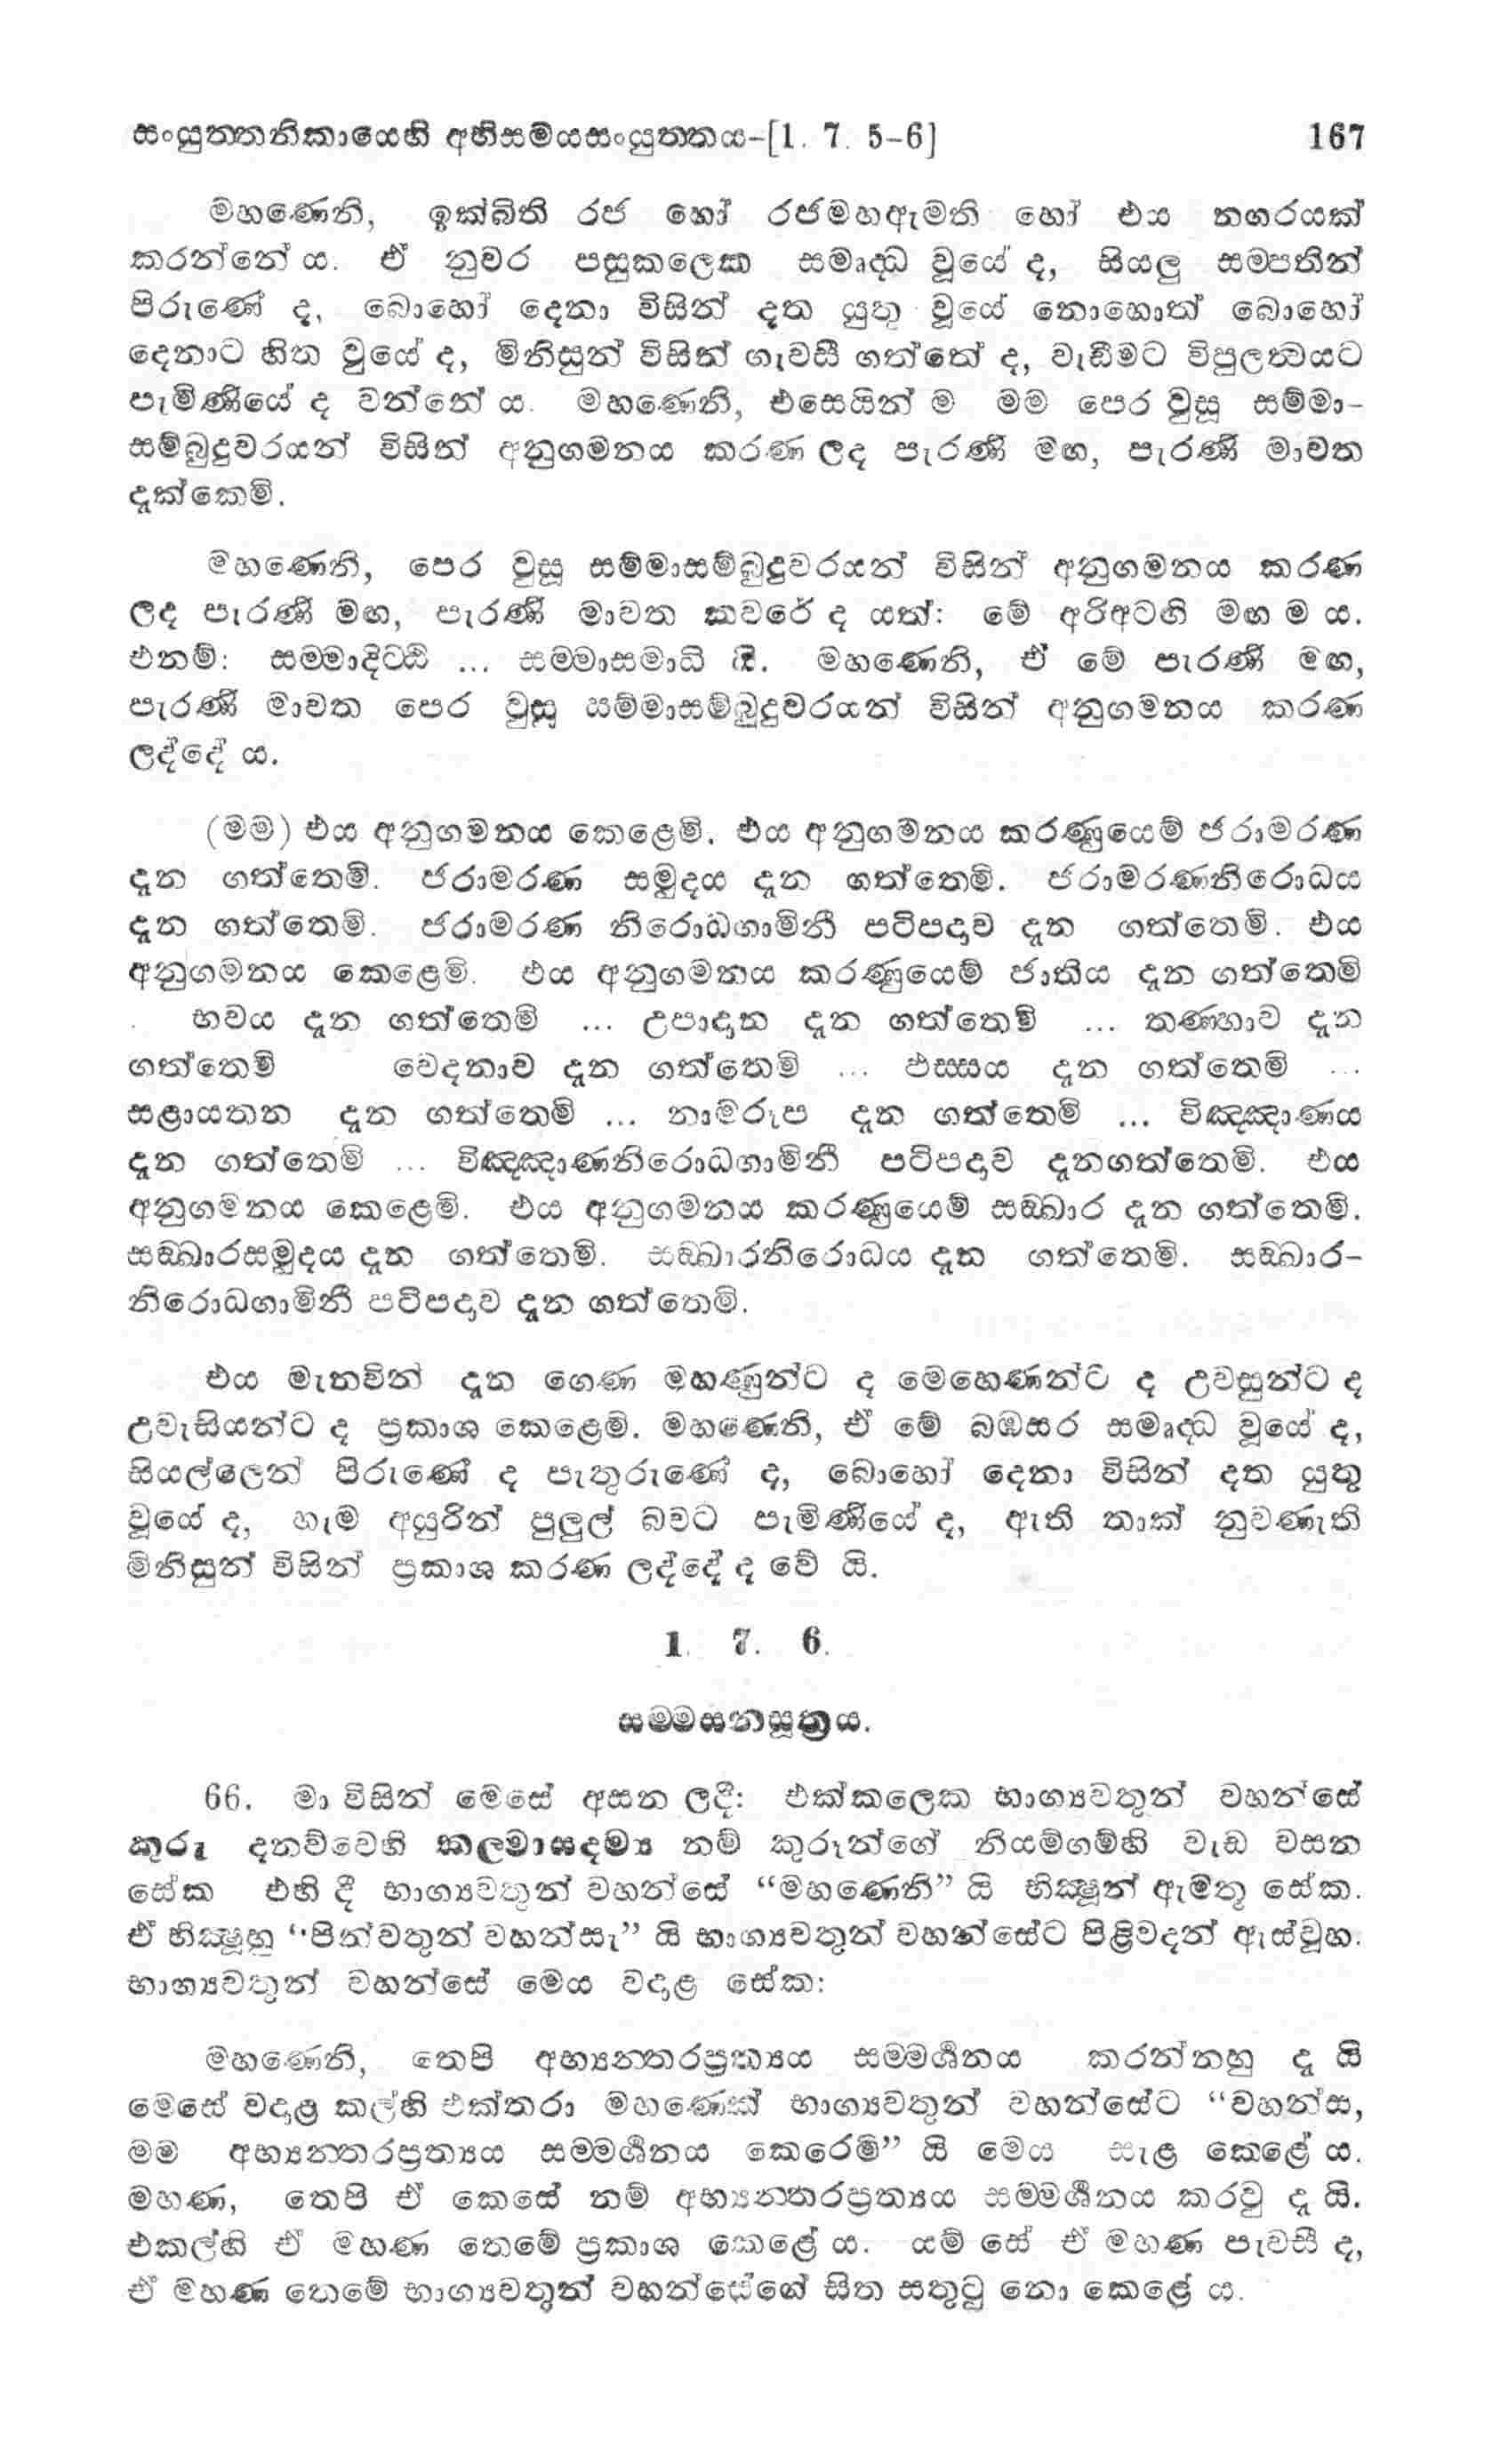 සංයුත්තනිකායෙහි අභිසමයසංයුත්තය-[1. 7. 5-6] 167
මහණෙනි, ඉක්බිති රජ හෝ රජමහඇමති හෝ එය නගරයක්
කරන්නේ ය. ඒ නුවර පසුකලෙක සමෘද්ධ වූයේ ද, සියලු සම්පතින්
පිරුණේ ද, බොහෝ දෙනා විසින් දත යුතු වූයේ නොහොත් බොහෝ
දෙනාට හිත වූයේ ද, මිනිසුන් විසින් ගැවසී ගත්තේ ද, වැඩීමට විපුලත්වයට
පැමිණියේ ද වන්නේ ය. මහණෙනි, එසෙයින් ම මම පෙර වුසූ සම්මා-
සම්බුදුවරයන් විසින් අනුගමනය කරණ ලද පැරණි මඟ, පැරණි මාවත
දැක්කෙමි.
මහණෙනි, පෙර වුසූ සම්මාසම්බුදුවරයන් විසින් අනුගමනය කරණ
ලද පැරණි මඟ, පැරණි මාවත කවරේ ද යත්: මේ අරිඅටඟි මඟ ම ය.
එනම්: සම්මාදිට්ඨි ... සම්මාසමාධි යි. මහණෙනි, ඒ මේ පැරණි මඟ,
පැරණි මාවත පෙර වුසූ සම්මාසම්බුදුවරයන් විසින් අනුගමනය කරණ
ලද්දේ ය.
(මම) එය අනුගමනය කෙළෙමි. එය අනුගමනය කරණුයෙම් ජරාමරණ
දැන ගත්තෙමි. ජරාමරණ සමුදය දැන ගත්තෙමි. ජරාමරණනිරොධය
දැන ගත්තෙමි. ජරාමරණ නිරොධගාමිනී පටිපදාව දැන ගත්තෙමි. එය
අනුගමනය කෙළෙමි. එය අනුගමනය කරණුයෙම් ජාතිය දැන ගත්තෙමි
. භවය දැන ගත්තෙමි ... උපාදාන දැන ගත්තෙමි ... තණ්හාව දැන
ගත්තෙමි වෙදනාව දැන ගත්තෙමි ... ඵස්සය දැන ගත්තෙමි ...
සළායතන දැන ගත්තෙමි ... නාමරූප දැන ගත්තෙමි ... විඤ්ඤාණය
දැන ගත්තෙමි ... විඤ්ඤාණනිරොධගාමිනී පටිපදාව දැනගත්තෙමි. එය
අනුගමනය කෙළෙමි. එය අනුගමනය කරණුයෙම් සඞ්ඛාර දැන ගත්තෙමි.
සඞ්ඛාරසමුදය දැන ගත්තෙමි. සඞ්ඛාරනිරොධය දැන ගත්තෙමි. සඞ්ඛාර-
නිරොධගාමිනී පටිපදාව දැන ගත්තෙමි.
එය මැනවින් දැන ගෙණ මහණුන්ට ද මෙහෙණන්ට ද උවසුන්ට ද
උවැසියන්ට ද ප්‍රකාශ කෙළෙමි. මහණෙනි, ඒ මේ බඹසර සමෘද්ධ වූයේ ද,
සියල්ලෙන් පිරුණේ ද පැතුරුණේ ද, බොහෝ දෙනා විසින් දත යුතු
වූයේ ද, හැම අයුරින් පුලුල් බවට පැමිණියේ ද, ඇති තාක් නුවණැති
මිනිසුන් විසින් ප්‍රකාශ කරණ ලද්දේ ද වේ යි.
1. 7. 6.
සම්මසනසූත්‍රය.
66. මා විසින් මෙසේ අසන ලදී: එක්කලෙක භාග්‍යවතුන් වහන්සේ
කුරු දනව්වෙහි කල්මාසදම්‍ය නම් කුරූන්ගේ නියම්ගම්හි වැඩ වසන
සේක එහි දී භාග්‍යවතුන් වහන්සේ “මහණෙනි” යි භික්‍ෂූන් ඇමතූ සේක.
ඒ භික්‍ෂූහු “පින්වතුන් වහන්සැ” යි භාග්‍යවතුන් වහන්සේට පිළිවදන් ඇස්වූහ.
භාග්‍යවතුන් වහන්සේ මෙය වදාළ සේක:
මහණෙනි, තෙපි අභ්‍යන්තරප්‍රත්‍යය සම්මර්ශනය කරන්නහු දැ යි
මෙසේ වදාළ කල්හි එක්තරා මහණෙක් භාග්‍යවතුන් වහන්සේට “වහන්ස,
මම අභ්‍යන්තරප්‍රත්‍යය සම්මර්ශනය කෙරෙමි” යි මෙය සැළ කෙළේ ය.
මහණ, තෙපි ඒ කෙසේ නම් අභ්‍යන්තරප්‍රත්‍යය සම්මර්ශනය කරවු දැ යි.
එකල්හි ඒ මහණ තෙමේ ප්‍රකාශ කෙළේ ය. යම් සේ ඒ මහණ පැවසී ද,
ඒ මහණ තෙමේ භාග්‍යවතුන් වහන්සේගේ සිත සතුටු නො කෙළේ ය.